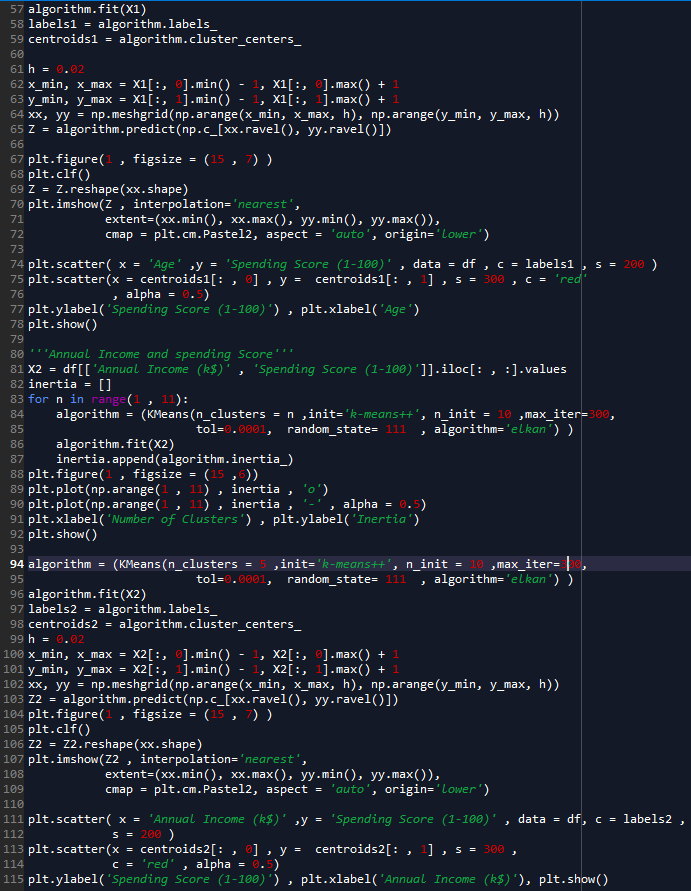 57 algorithm.fit(X1)
58 labels1 = algorithm.labels_
59 centroids1 = algorithm.cluster_centers_
60
61 h = 0.02
62 x_min, x_max = X1[:, 0].min() - 1, X1[:, 0].max() + 1
63 y_min, y_max = X1[:, 1].min() - 1, X1[:, 1].max() + 1
64 xx, yy = np.meshgrid(np.arange(x_min, x_max, h), np.arange(y_min, y_max, h))
65 Z = algorithm.predict(np.c_[xx.ravel(), yy.ravel()])
66
67 plt.figure(1 , figsize = (15 , 7) )
68 plt.clf()
69 Z = Z.reshape(xx.shape)
70 plt.imshow(Z , interpolation='nearest',
71            extent=(xx.min(), xx.max(), yy.min(), yy.max()),
72            cmap = plt.cm.Pastel2, aspect = 'auto', origin='lower')
73
74 plt.scatter( x = 'Age' ,y = 'Spending Score (1-100)' , data = df , c = labels1 , s = 200 )
75 plt.scatter(x = centroids1[: , 0] , y =  centroids1[: , 1] , s = 300 , c = 'red'
76             , alpha = 0.5)
77 plt.ylabel('Spending Score (1-100)') , plt.xlabel('Age')
78 plt.show()
79
80 '''Annual Income and spending Score'''
81 X2 = df[['Annual Income (k$)' , 'Spending Score (1-100)']].iloc[: , :].values
82 inertia = []
83 for n in range(1 , 11):
84     algorithm = (KMeans(n_clusters = n ,init='k-means++', n_init = 10 ,max_iter=300,
85                         tol=0.0001,  random_state= 111  , algorithm='elkan') )
86     algorithm.fit(X2)
87     inertia.append(algorithm.inertia_)
88 plt.figure(1 , figsize = (15 ,6))
89 plt.plot(np.arange(1 , 11) , inertia , 'o')
90 plt.plot(np.arange(1 , 11) , inertia , '-' , alpha = 0.5)
91 plt.xlabel('Number of Clusters') , plt.ylabel('Inertia')
92 plt.show()
93
94 algorithm = (KMeans(n_clusters = 5 ,init='k-means++', n_init = 10 ,max_iter=300,
95                         tol=0.0001,  random_state= 111  , algorithm='elkan') )
96 algorithm.fit(X2)
97 labels2 = algorithm.labels_
98 centroids2 = algorithm.cluster_centers_
99 h = 0.02
100 x_min, x_max = X2[:, 0].min() - 1, X2[:, 0].max() + 1
101 y_min, y_max = X2[:, 1].min() - 1, X2[:, 1].max() + 1
102 xx, yy = np.meshgrid(np.arange(x_min, x_max, h), np.arange(y_min, y_max, h))
103 Z2 = algorithm.predict(np.c_[xx.ravel(), yy.ravel()])
104 plt.figure(1 , figsize = (15 , 7) )
105 plt.clf()
106 Z2 = Z2.reshape(xx.shape)
107 plt.imshow(Z2 , interpolation='nearest',
108            extent=(xx.min(), xx.max(), yy.min(), yy.max()),
109            cmap = plt.cm.Pastel2, aspect = 'auto', origin='lower')
110
111 plt.scatter( x = 'Annual Income (k$)' ,y = 'Spending Score (1-100)' , data = df, c = labels2 ,
112             s = 200 )
113 plt.scatter(x = centroids2[: , 0] , y =  centroids2[: , 1] , s = 300 ,
114             c = 'red' , alpha = 0.5)
115 plt.ylabel('Spending Score (1-100)') , plt.xlabel('Annual Income (k$)'), plt.show()